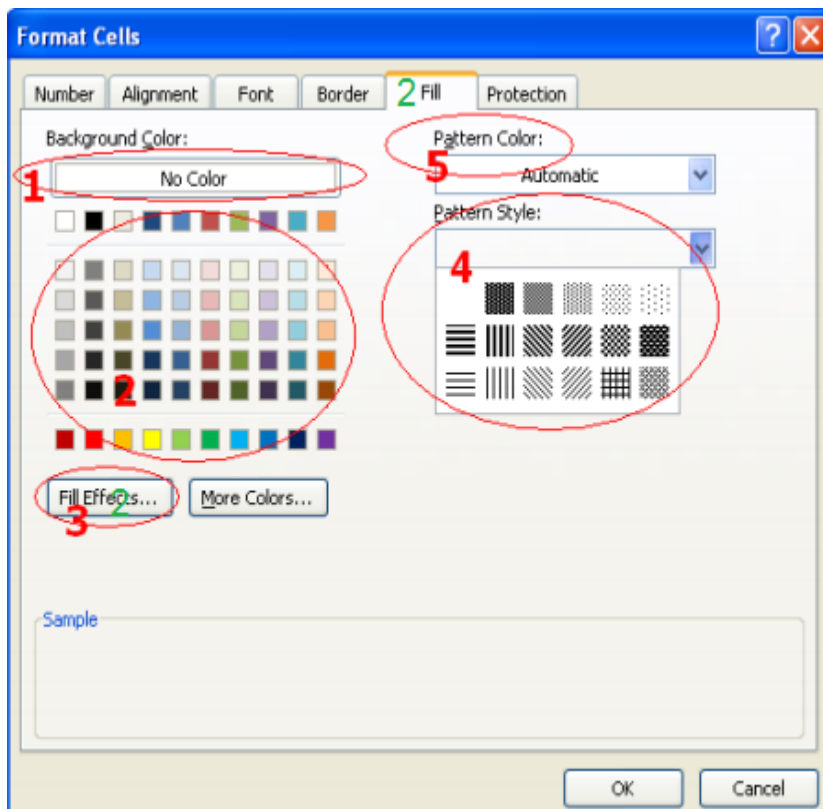 Format Cells
Number Alignment Font Border 2 Fill Protection
Background Color:
Pattern Color:
1
No Color
5
Automatic
Pattern Style:
4
2
Fill Effects...
2
3
More Colors...
Sample
OK
Cancel